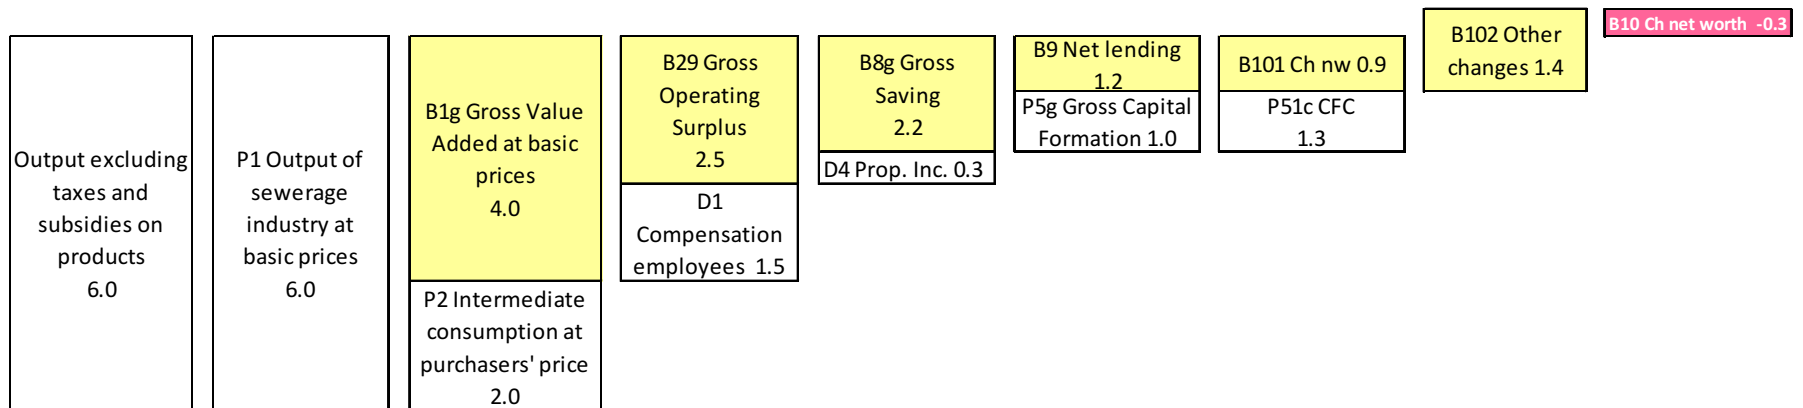 Output excluding
taxes and
subsidies on
products
6.0
P1 Output of
sewerage
industry at
basic prices
6.0
B1g Gross Value
Added at basic
prices
4.0
P2 Intermediate
consumption at
purchasers' price
2.0
B29 Gross
Operating
Surplus
2.5
D1
Compensation
employees 1.5
B8g Gross
Saving
2.2
D4 Prop. Inc. 0.3
B9 Net lending
1.2
P5g Gross Capital
Formation 1.0
B101 Ch nw 0.9
P51c CFC
1.3
B102 Other
changes 1.4
B10 Ch net worth -0.3